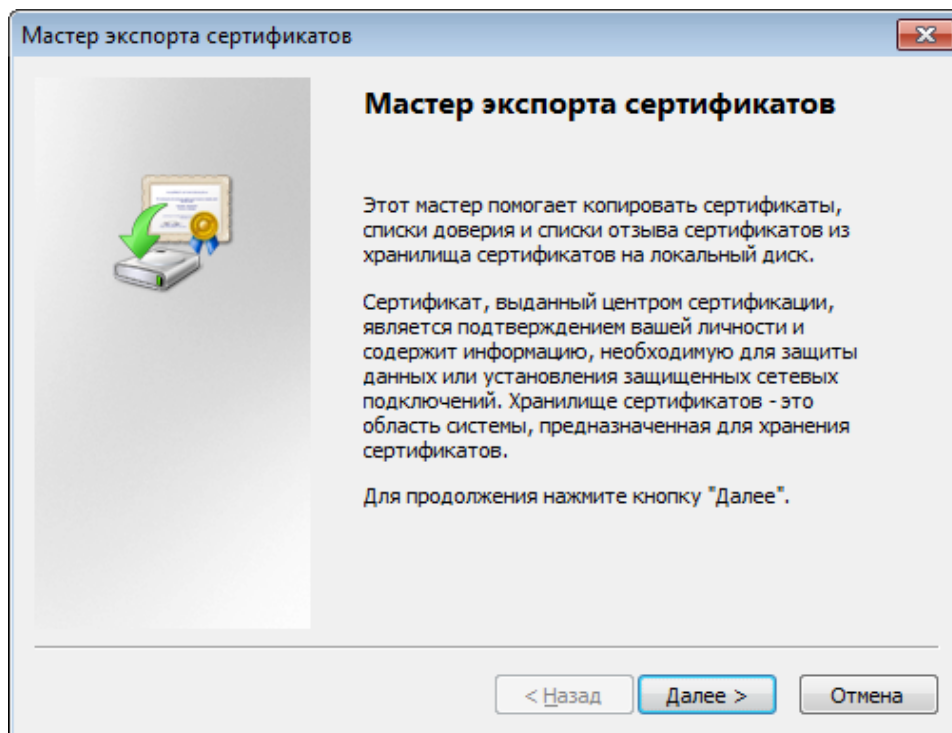 Мастер экспорта сертификатов
Мастер экспорта сертификатов
Этот мастер помогает копировать сертификаты,
списки доверия и списки отзыва сертификатов из
хранилища сертификатов на локальный диск.
Сертификат, выданный центром сертификации,
является подтверждением вашей личности и
содержит информацию, необходимую для защиты
данных или установления защищенных сетевых
подключений. Хранилище сертификатов - это
область системы, предназначенная для хранения
сертификатов.
Для продолжения нажмите кнопку "Далее".
< Назад Далее > Отмена